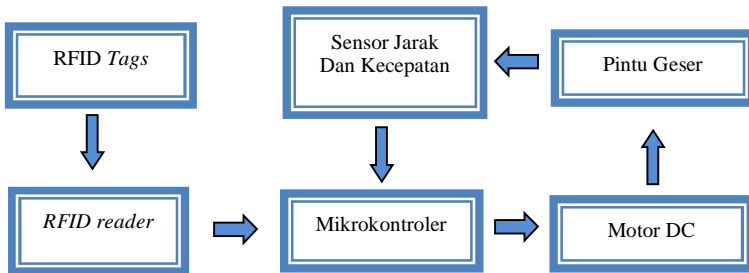 RFID Tags
Sensor Jarak
Dan Kecepatan
Pintu Geser
RFID reader
Mikrokontroler
Motor DC